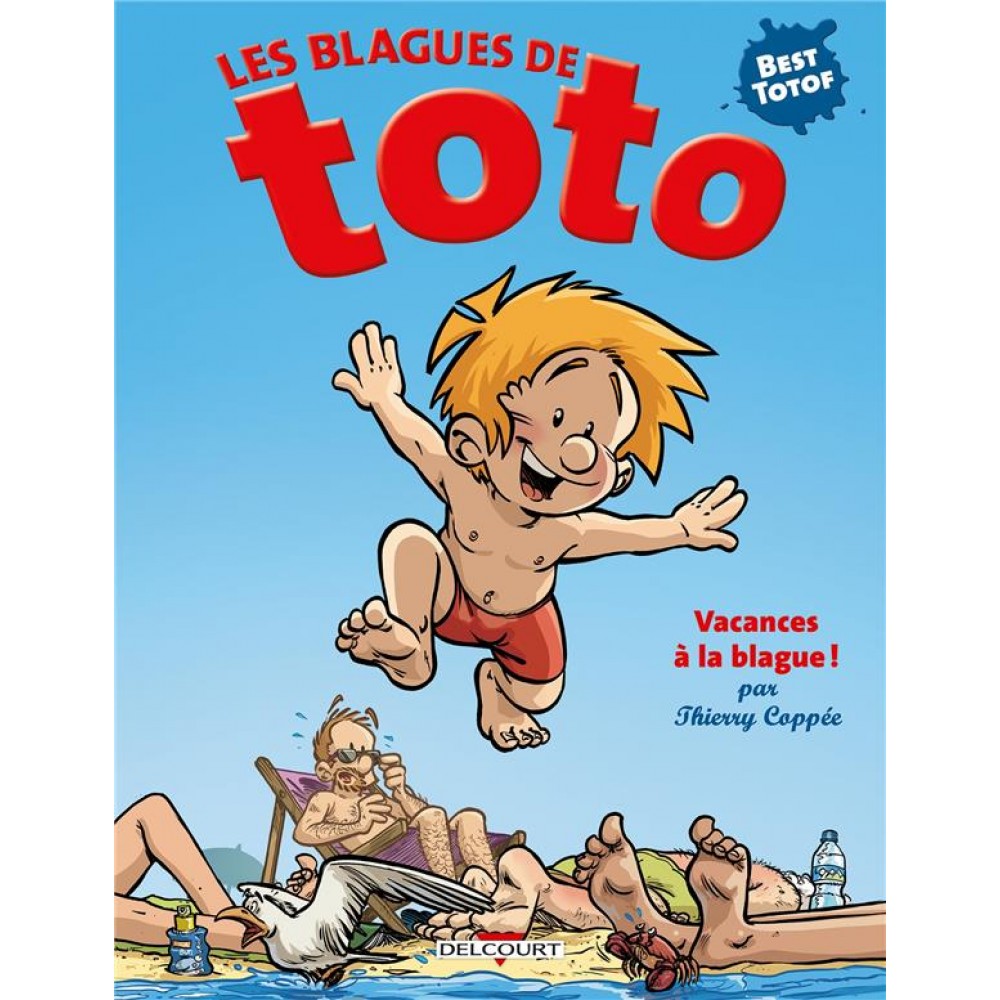 LES BLAGUES DE
toto
BEST
TOTOF
Vacances
à la blague !
par
Thierry Coppée
DELCOURT